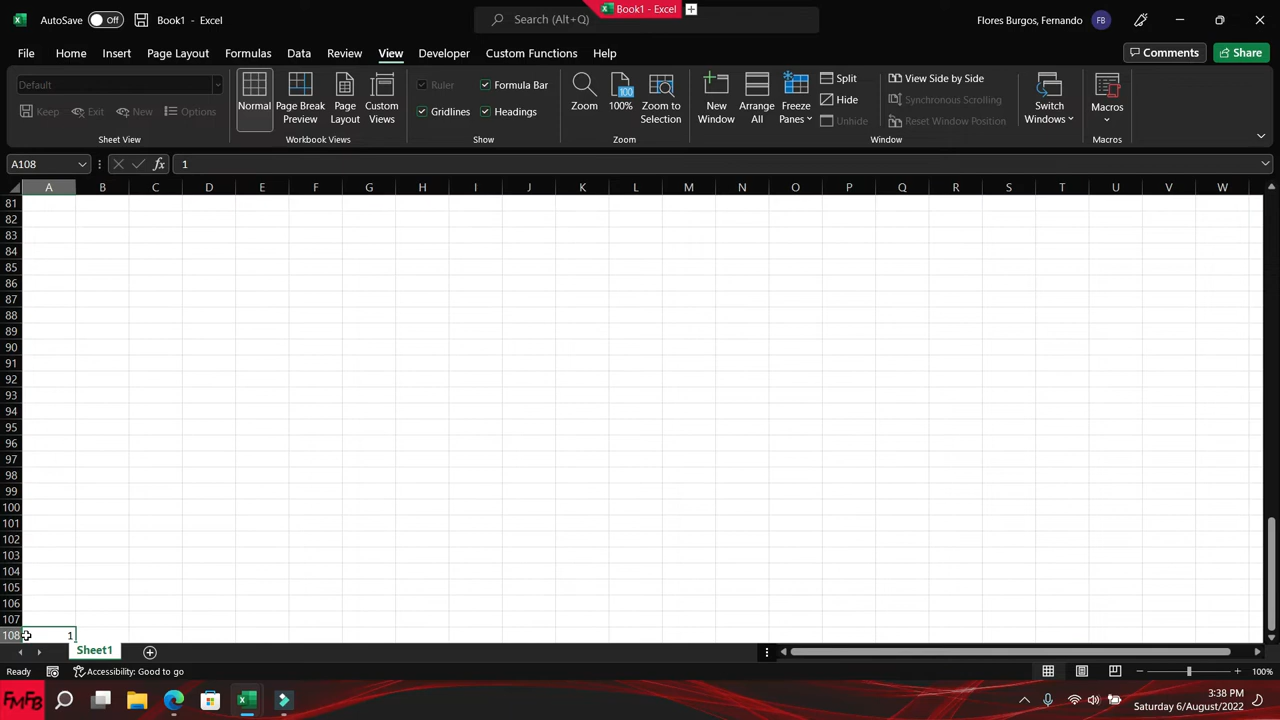 AutoSave Off Book1 - Excel Search (Alt+Q) Book1 - Excel Flores Burgos, Fernando FB
File Home Insert Page Layout Formulas Data Review View Developer Custom Functions Help Comments Share
Default
Keep Exit New Options
Sheet View
Normal Page Break Preview Page Layout Custom Views
Workbook Views
Ruler Formula Bar
Gridlines Headings
Show
Zoom 100% Zoom to Selection
Zoom
New Window Arrange All Freeze Panes
Split
Hide
Unhide
View Side by Side
Synchronous Scrolling
Reset Window Position
Switch Windows
Window
Macros
Macros
A108 fx 1
A B C D E F G H I J K L M N O P Q R S T U V W
81
82
83
84
85
86
87
88
89
90
91
92
93
94
95
96
97
98
99
100
101
102
103
104
105
106
107
108 1
Sheet1
Ready Accessibility: Good to go 100%
FMFB 3:38 PM
Saturday 6/August/2022